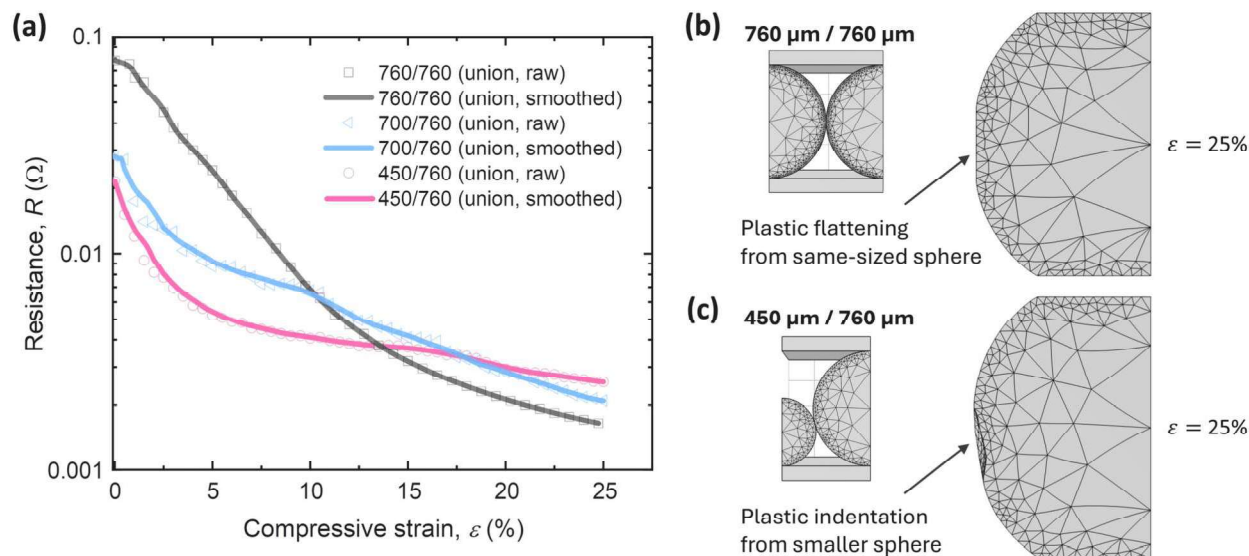 (a)
0.1
0.01
0.001
Resistance, R (Ω)
760/760 (union, raw)
760/760 (union, smoothed)
700/760 (union, raw)
700/760 (union, smoothed)
450/760 (union, raw)
450/760 (union, smoothed)
0 5 10 15 20 25
Compressive strain, ε (%)
(b)
760 µm / 760 µm
Plastic flattening
from same-sized sphere
ε = 25%
(c)
450 µm / 760 µm
Plastic indentation
from smaller sphere
ε = 25%